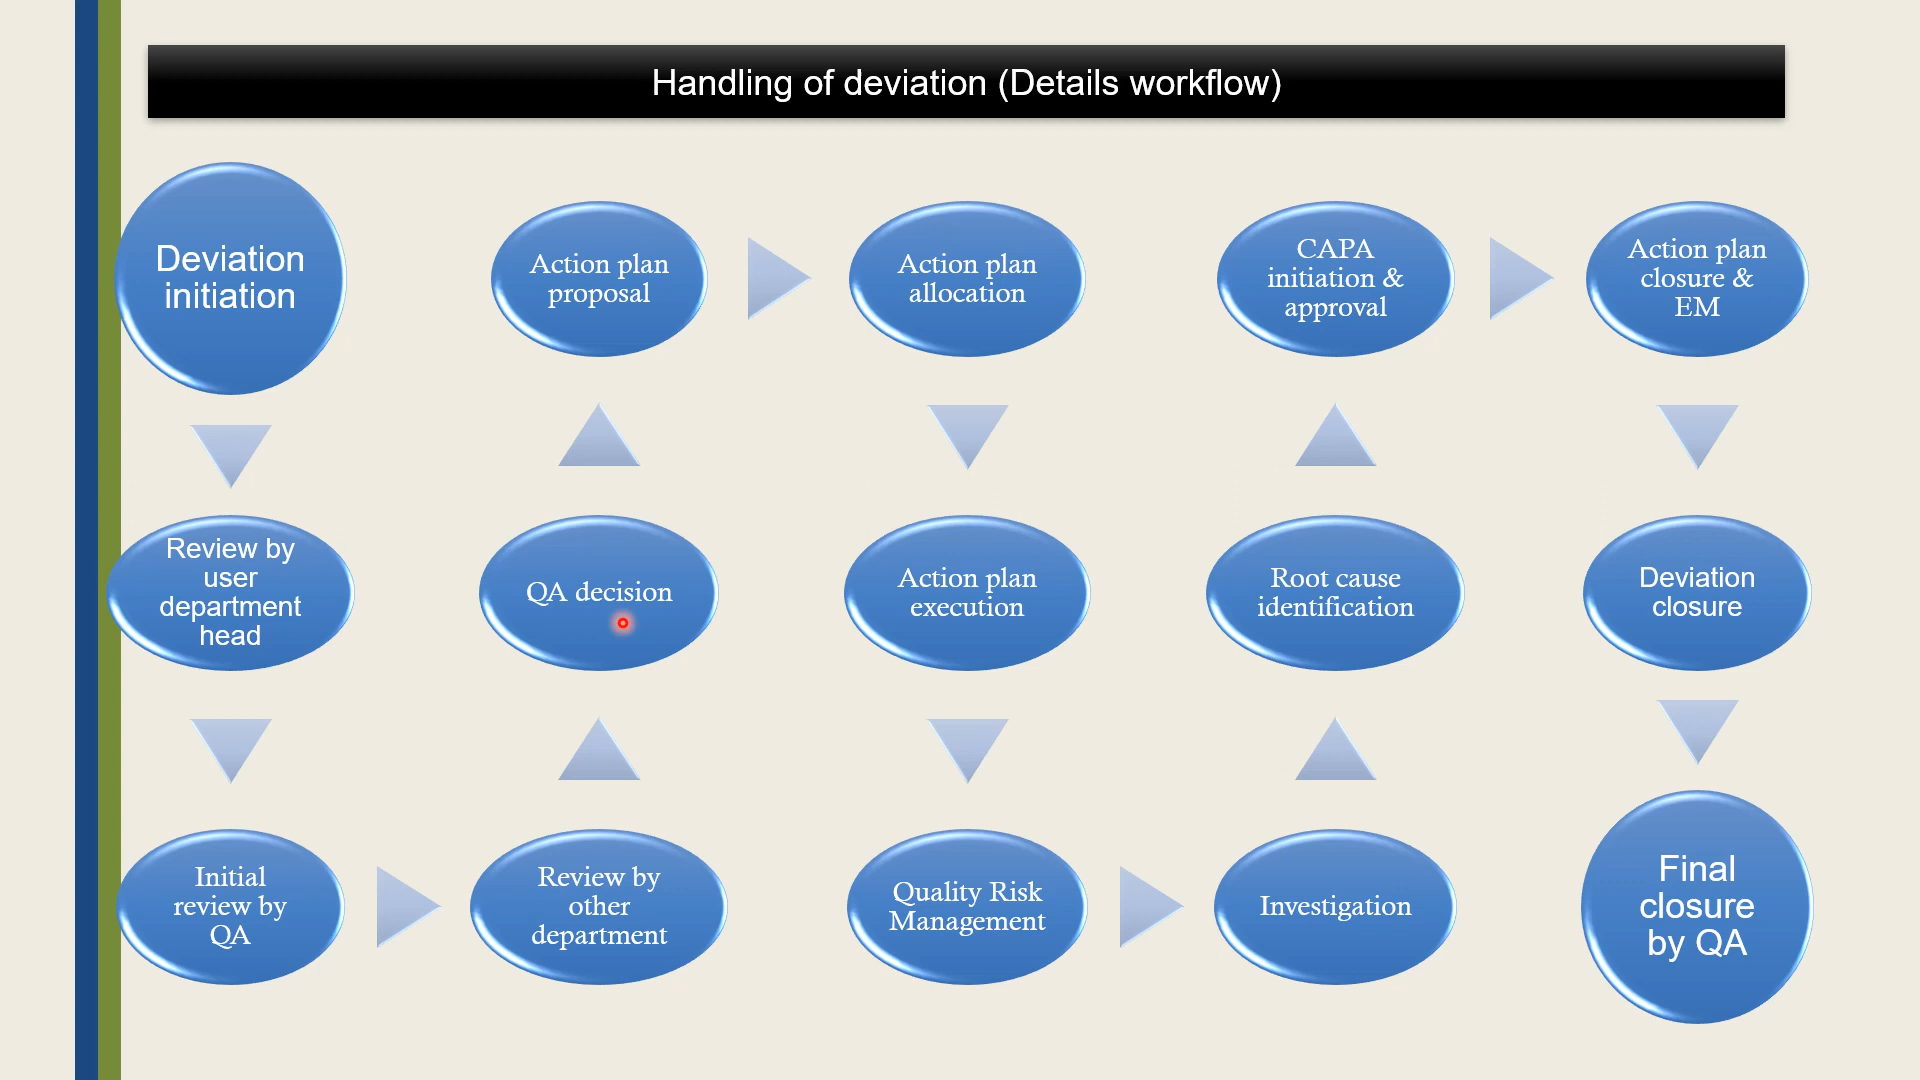 Handling of deviation (Details workflow)
Deviation
initiation
Review by
user
department
head
Initial
review by
QA
Review by
other
department
QA decision
Action plan
proposal
Action plan
allocation
Action plan
execution
Quality Risk
Management
Investigation
Root cause
identification
CAPA
initiation &
approval
Action plan
closure &
EM
Deviation
closure
Final
closure
by QA